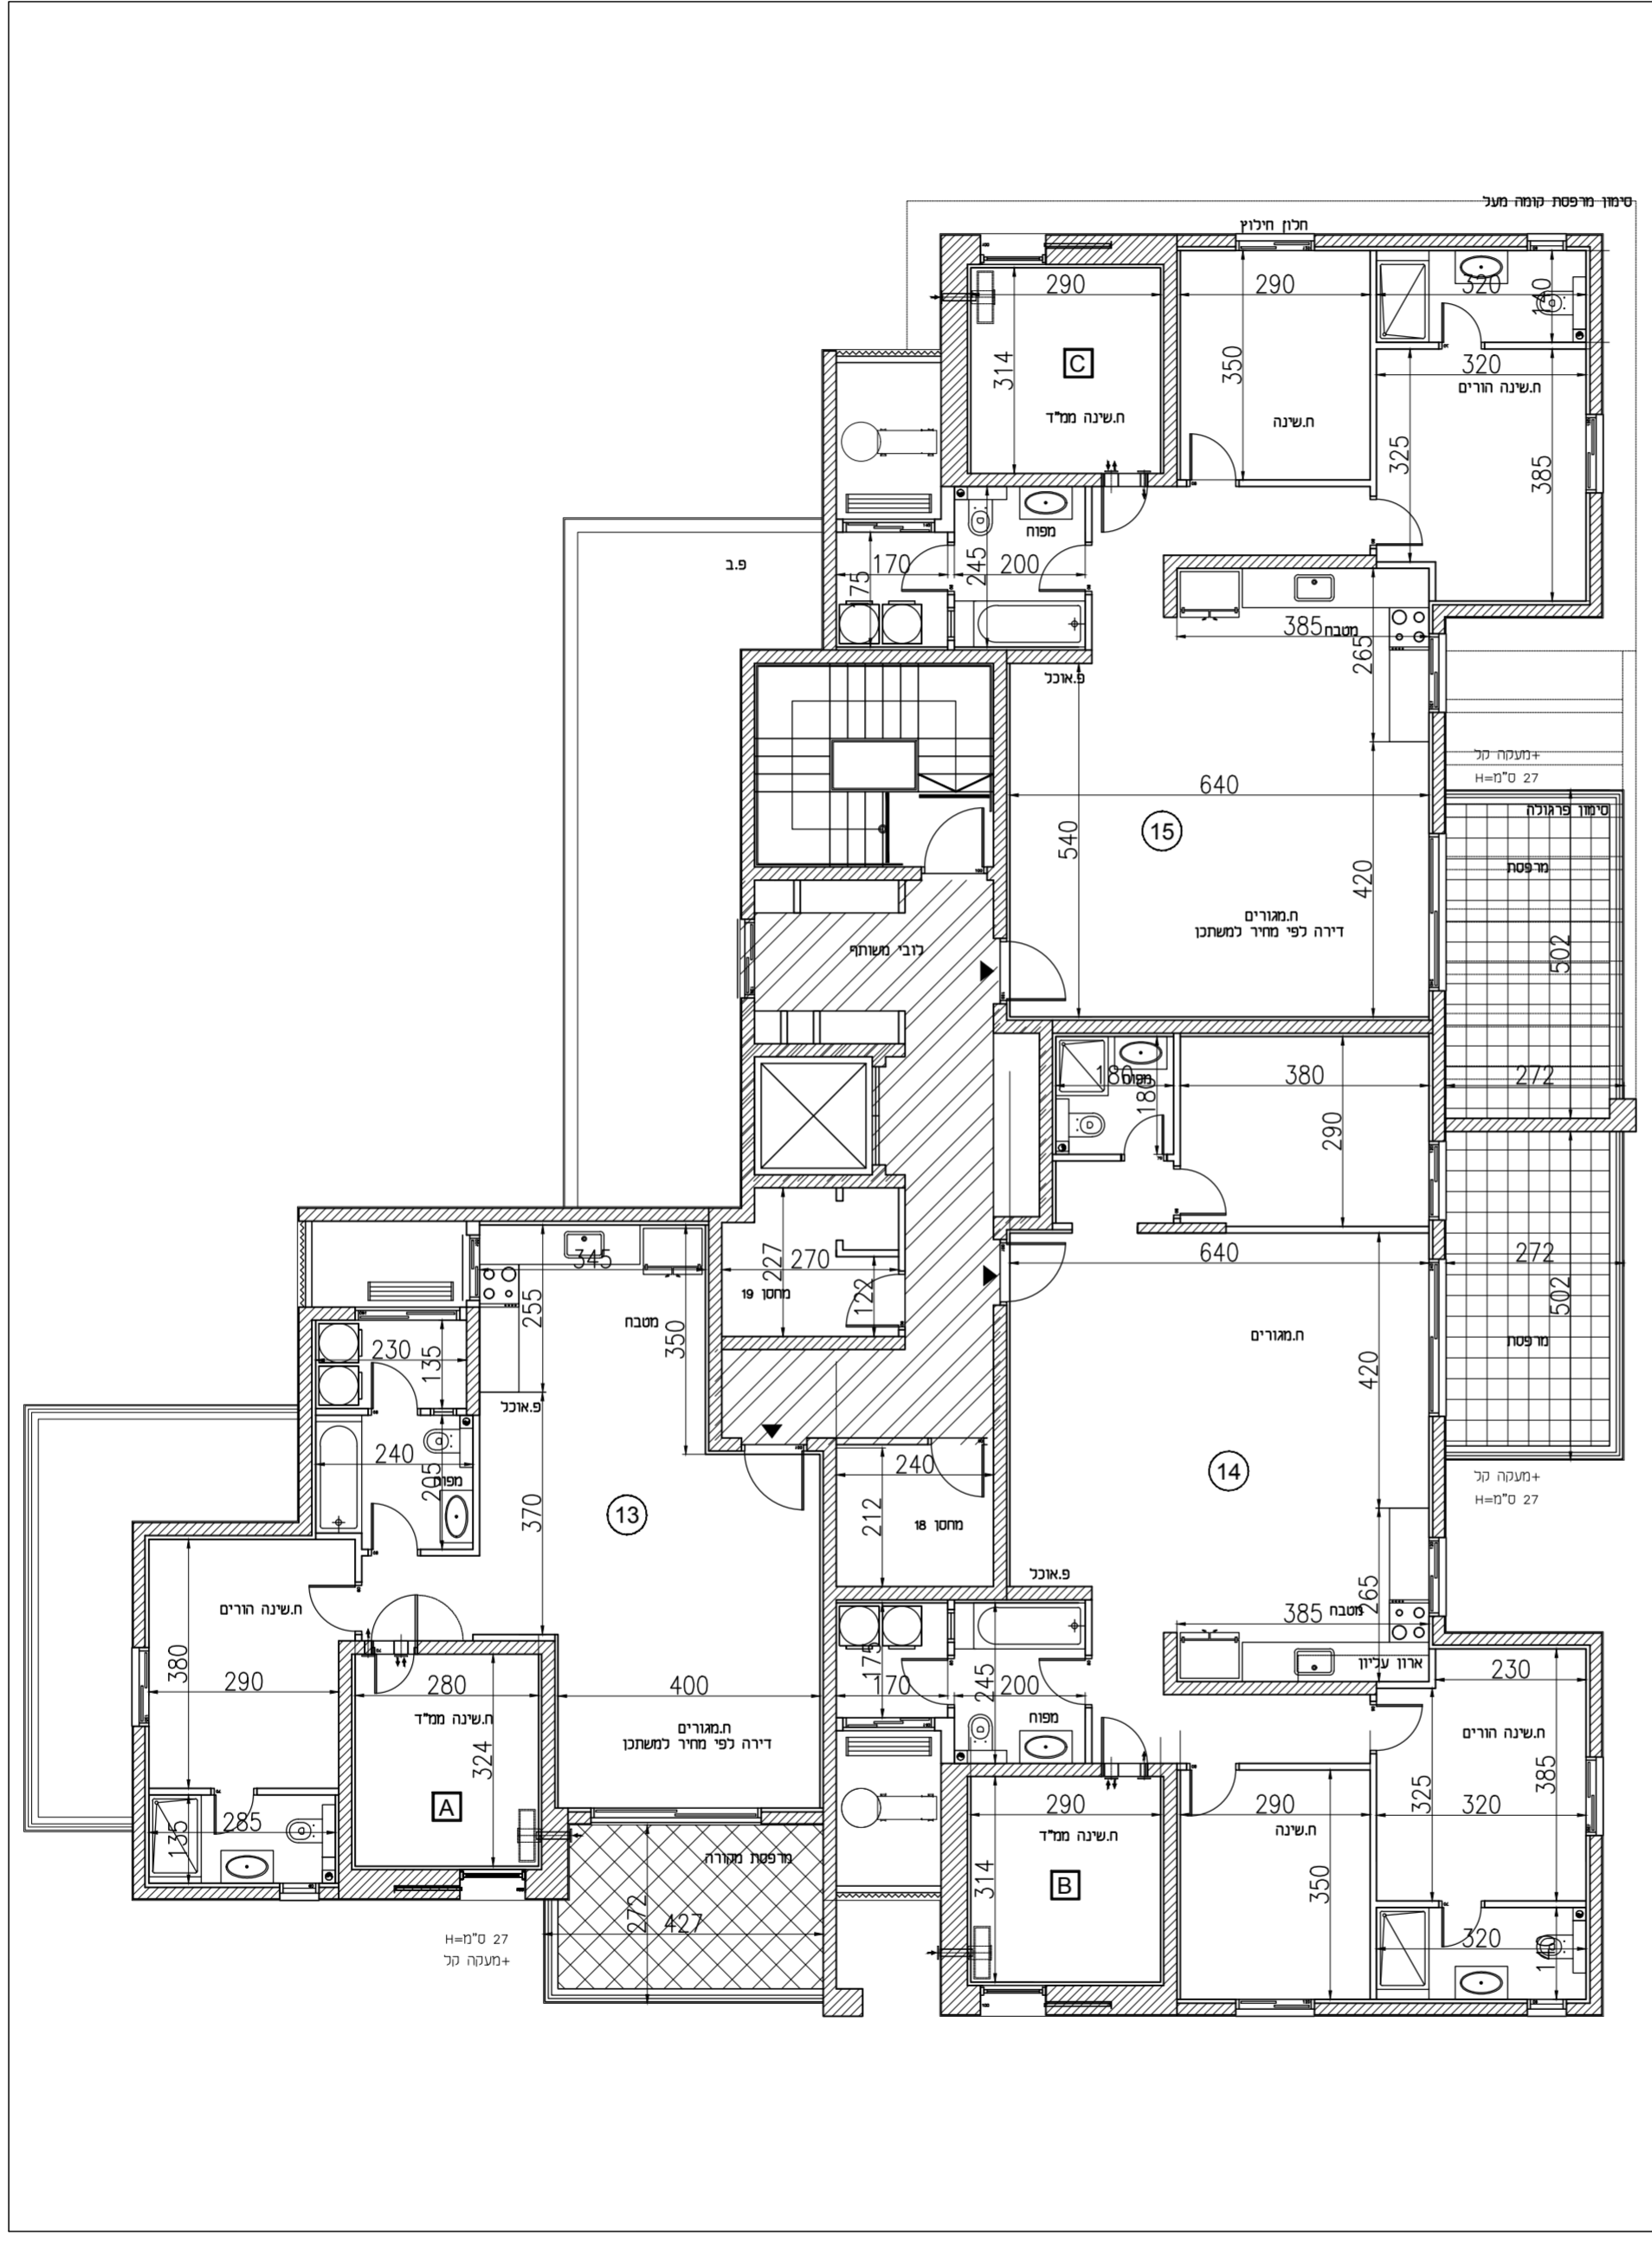 סימון מרפסת קומה מעל
חלון חילוץ
290
290
320
140
314
C
ח.שינה ממ"ד
350
ח.שינה
320
ח.שינה הורים
325
385
פ.ב
מפוח
170
175
245
200
385
מטבח
265
פ.אוכל
640
540
15
420
ח.מגורים
דירה לפי מחיר למשתכן
+מעקה קל
H=27 ס"מ
סימון פרגולה
מרפסת
502
272
לובי משותף
180
מפוח
180
380
290
227
270
122
מחסן 19
640
272
502
מרפסת
+מעקה קל
H=27 ס"מ
345
255
מטבח
350
230
135
פ.אוכל
240
205
מפוח
370
13
240
212
מחסן 18
ח.מגורים
420
14
פ.אוכל
385
מטבח
265
ארון עליון
ח.שינה הורים
380
290
280
ח.שינה ממ"ד
324
A
400
ח.מגורים
דירה לפי מחיר למשתכן
285
135
מרפסת מקורה
272
427
H=27 ס"מ
+מעקה קל
175
170
245
200
מפוח
230
ח.שינה הורים
385
325
320
290
ח.שינה ממ"ד
314
B
290
ח.שינה
350
320